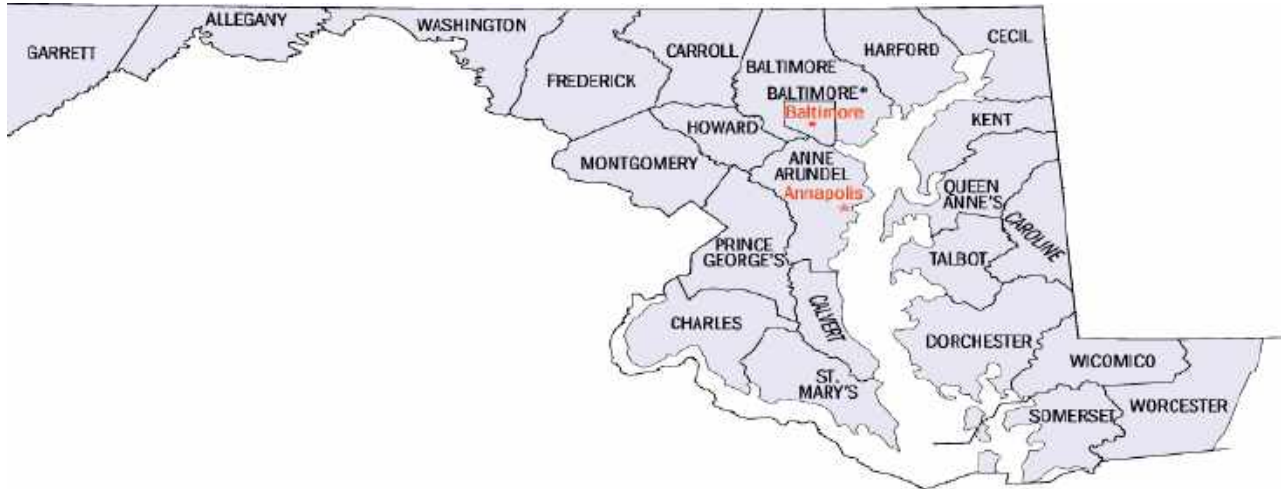 GARRETT
ALLEGANY
WASHINGTON
FREDERICK
CARROLL
BALTIMORE
HARFORD
CECIL
BALTIMORE*
Baltimore
HOWARD
KENT
MONTGOMERY
ANNE
ARUNDEL
Annapolis
QUEEN
ANNE'S
CAROLINE
PRINCE
GEORGE'S
TALBOT
CHARLES
CALVERT
DORCHESTER
ST.
MARY'S
WICOMICO
SOMERSET
WORCESTER